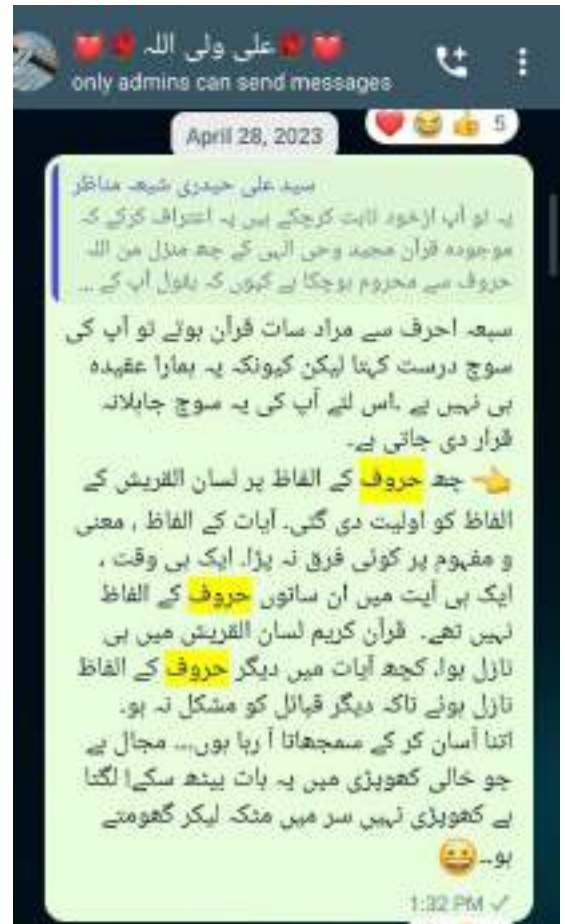 علی ولی اللہ
only admins can send messages
5
April 28, 2023
سید علی حیدری شیعہ مناظر
یہ تو آپ ازخود ثابت کرچکے ہیں یہ اعتراف کرکے کہ
موجودہ قرآن مجید وحی الہی کے چھ منزل من اللہ
حروف سے محروم ہوچکا ہے کیوں کہ بقول آپ کے ...
سبعہ احرف سے مراد سات قرآن ہوتے تو آپ کی
سوچ درست کہتا لیکن کیونکہ یہ ہمارا عقیدہ
ہی نہیں ہے ۔اس لئے آپ کی یہ سوچ جاہلانہ
قرار دی جاتی ہے۔
👈 چھ حروف کے الفاظ پر لسان القریش کے
الفاظ کو اولیت دی گئی۔ آیات کے الفاظ ، معنی
و مفہوم پر کوئی فرق نہ پڑا۔ ایک ہی وقت ،
ایک ہی آیت میں ان ساتوں حروف کے الفاظ
نہیں تھے۔ قرآن کریم لسان القریش میں ہی
نازل ہوا، کچھ آیات میں دیگر حروف کے الفاظ
نازل ہوئے تاکہ دیگر قبائل کو مشکل نہ ہو۔
اتنا آسان کر کے سمجھاتا آ رہا ہوں... مجال ہے
جو خالی کھوپڑی میں یہ بات بیٹھ سکے! لگتا
ہے کھوپڑی نہیں سر میں مٹکہ لیکر گھومتے
ہو..😀
1:32 PM